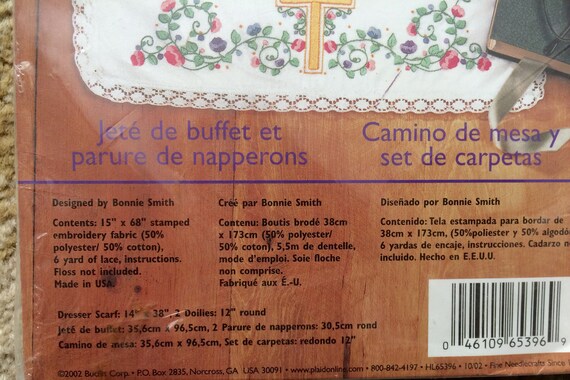 Jeté de buffet et
parure de napperons
Camino de mesa y
set de carpetas
Designed by Bonnie Smith
Contents: 15" x 68" stamped
embroidery fabric (50%
polyester/ 50% cotton),
6 yard of lace, instructions.
Floss not included.
Made in USA
Créé par Bonnie Smith
Contenu: Boutis brodé 38cm
x 173cm (50% polyester/
50% coton), 5,5m de dentelle,
mode d'emploi. Soie floche
non comprise.
Fabriqué aux É.-U.
Diseñado por Bonnie Smith
Contenido: Tela estampada para bordar de
38cm x 173cm, (50%poliester y 50% algodó
6 yardas de encaje, instrucciones. Cadarzo n
incluido. Hecho en E.E.U.U.
Dresser Scarf: 14" x 38", 2 Doilies: 12" round
Jeté de buffet: 35,6cm x 96,5cm, 2 Parure de napperons: 30,5cm rond
Camino de mesa: 35,6cm x 96,5cm, Set de carpetas: redondo 12"
0 46109 65396 9
©2002 Bucilla Corp. • P.O. Box 2835, Norcross, GA USA 30091 • www.plaidonline.com • 800-842-4197 • HL65396 • 10/02 • Fine Needlecrafts Since